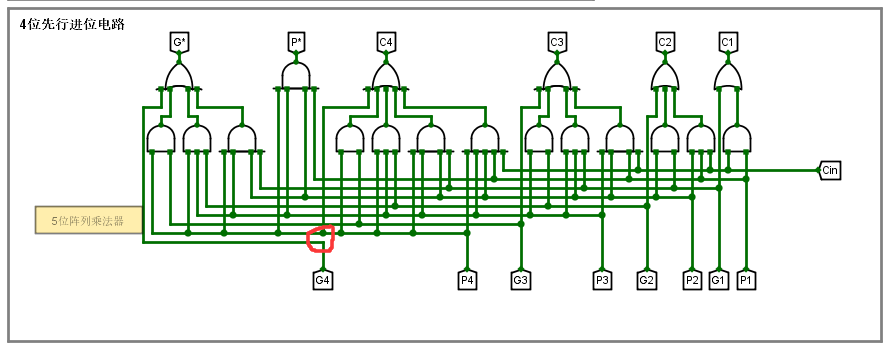 4位先行进位电路
G* P* C4 C3 C2 C1
Cin
5位阵列乘法器
G4 P4 G3 P3 G2 P2 G1 P1